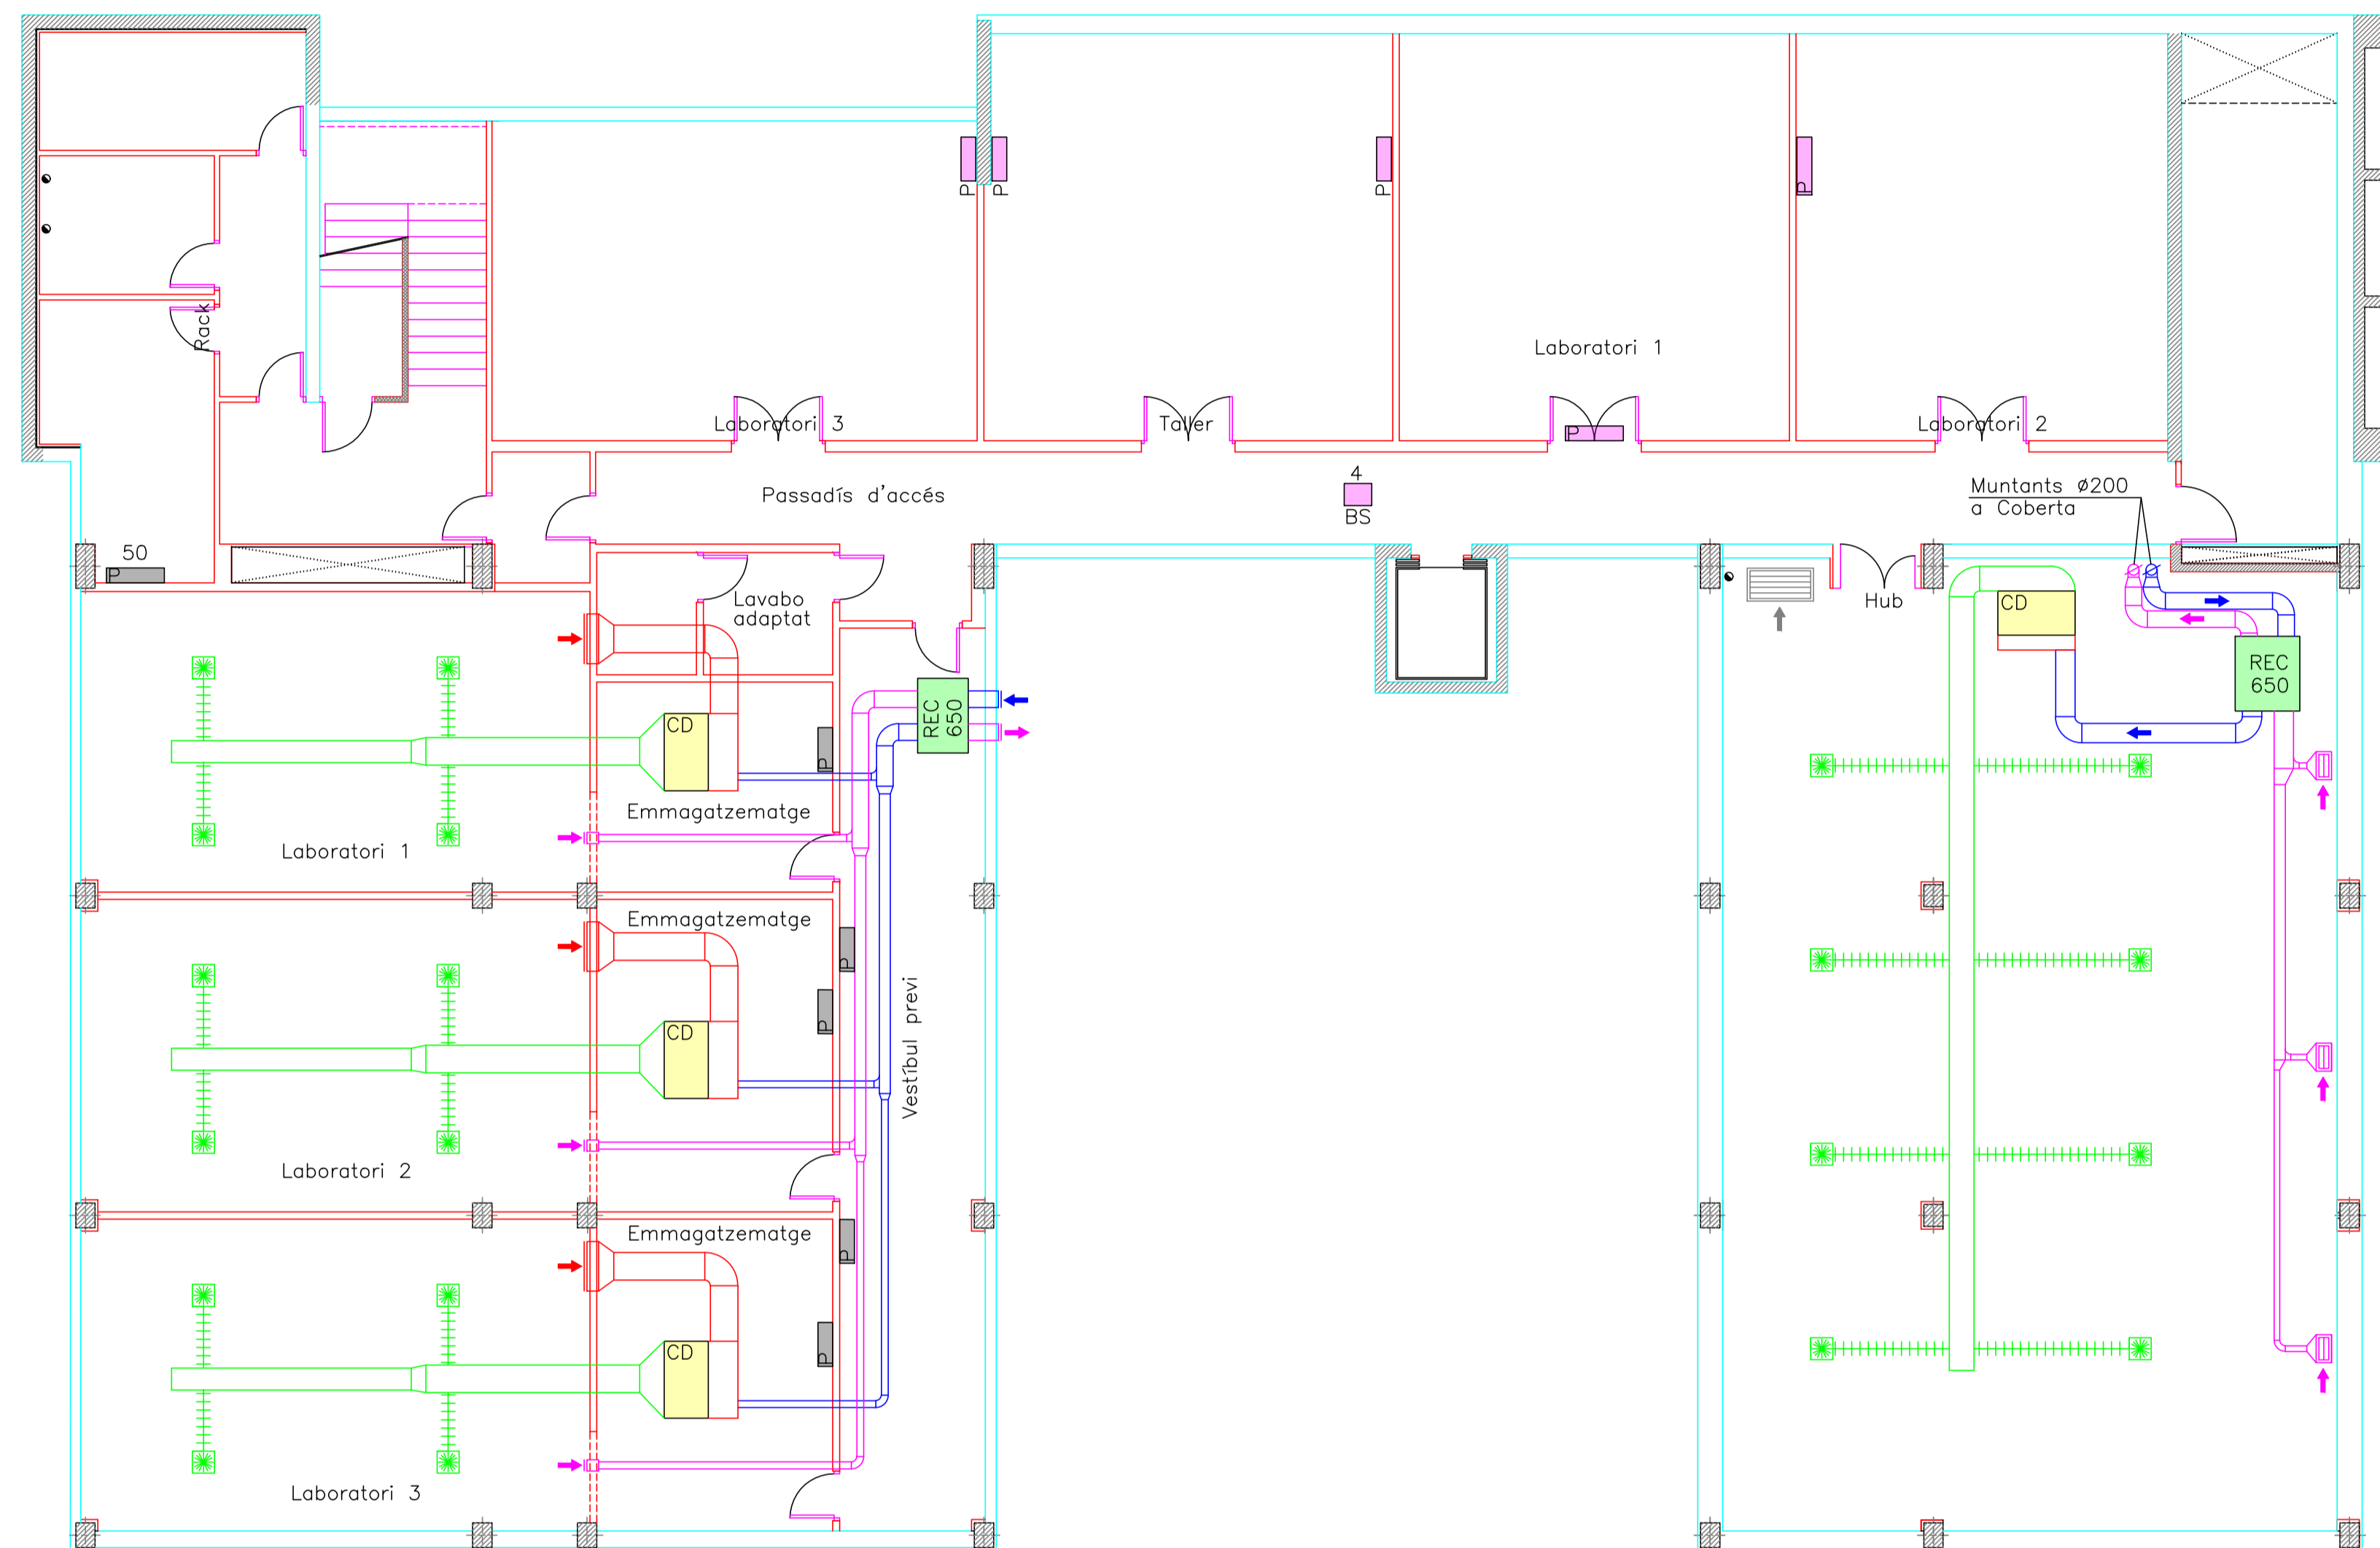 P
P
P
P
Rack
Laboratori 1
Laboratori 3
Taller
P
Laboratori 2
4
BS
Passadís d'accés
Muntants ø200
a Coberta
50
P
Lavabo
adaptat
Hub
CD
REC
650
CD
P
REC
650
Emmagatzematge
Laboratori 1
Emmagatzematge
P
P
CD
Vestíbul previ
Laboratori 2
Emmagatzematge
P
P
CD
Laboratori 3